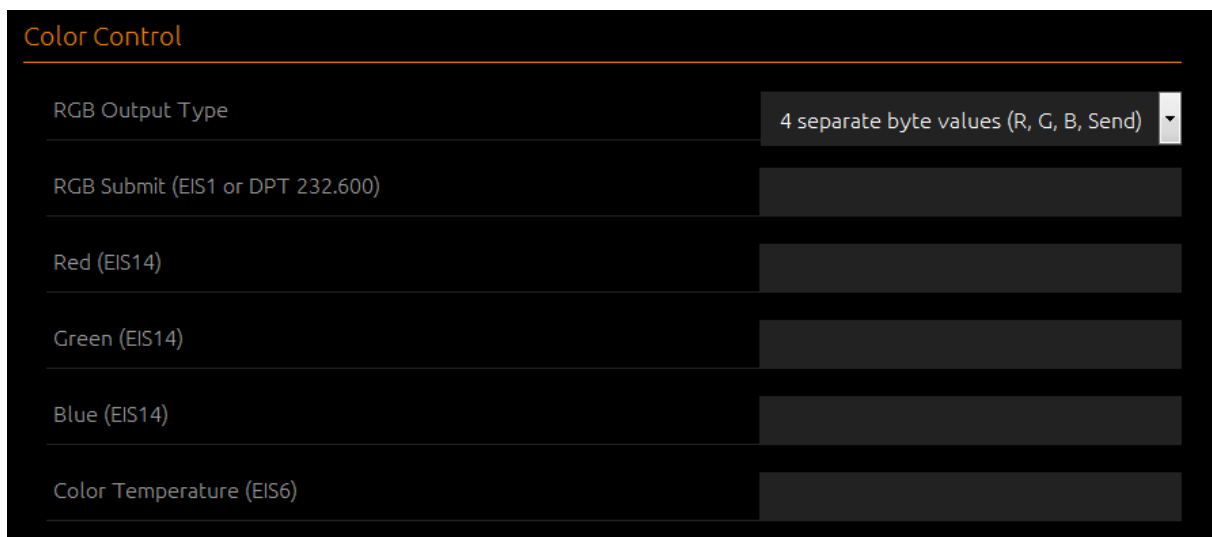 Color Control
RGB Output Type
4 separate byte values (R, G, B, Send)
RGB Submit (EIS1 or DPT 232.600)
Red (EIS14)
Green (EIS14)
Blue (EIS14)
Color Temperature (EIS6)